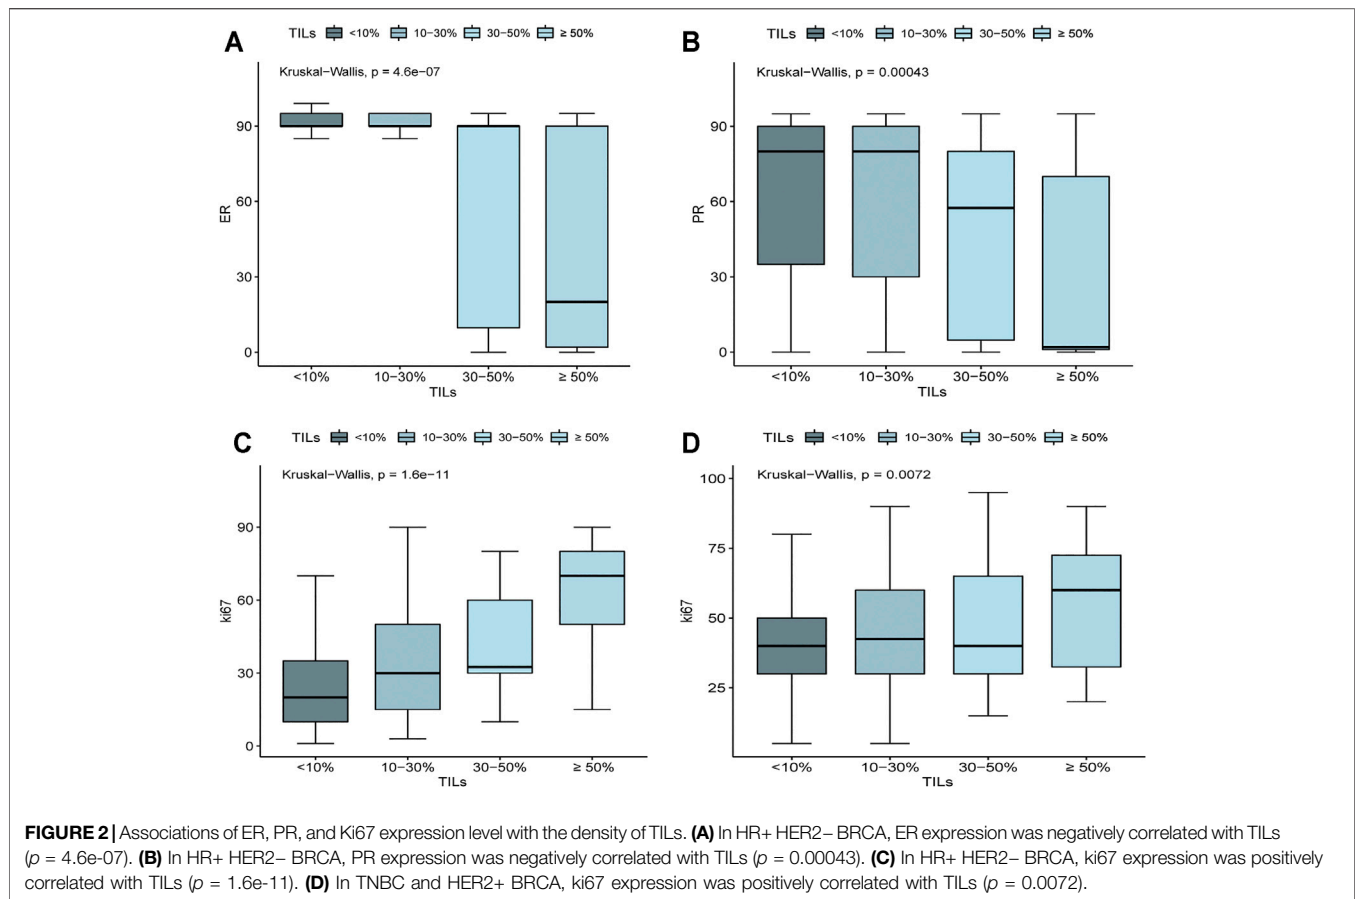 A
TILs <10% 10−30% 30−50% ≥ 50%
Kruskal−Wallis, p = 4.6e−07
ER
90
60
30
0
<10% 10−30% 30−50% ≥ 50%
TILs
B
TILs <10% 10−30% 30−50% ≥ 50%
Kruskal−Wallis, p = 0.00043
PR
90
60
30
0
<10% 10−30% 30−50% ≥ 50%
TILs
C
TILs <10% 10−30% 30−50% ≥ 50%
Kruskal−Wallis, p = 1.6e−11
ki67
90
60
30
0
<10% 10−30% 30−50% ≥ 50%
TILs
D
TILs <10% 10−30% 30−50% ≥ 50%
Kruskal−Wallis, p = 0.0072
ki67
100
75
50
25
<10% 10−30% 30−50% ≥ 50%
TILs
FIGURE 2 | Associations of ER, PR, and Ki67 expression level with the density of TILs. (A) In HR+ HER2− BRCA, ER expression was negatively correlated with TILs
(p = 4.6e-07). (B) In HR+ HER2− BRCA, PR expression was negatively correlated with TILs (p = 0.00043). (C) In HR+ HER2− BRCA, ki67 expression was positively
correlated with TILs (p = 1.6e-11). (D) In TNBC and HER2+ BRCA, ki67 expression was positively correlated with TILs (p = 0.0072).